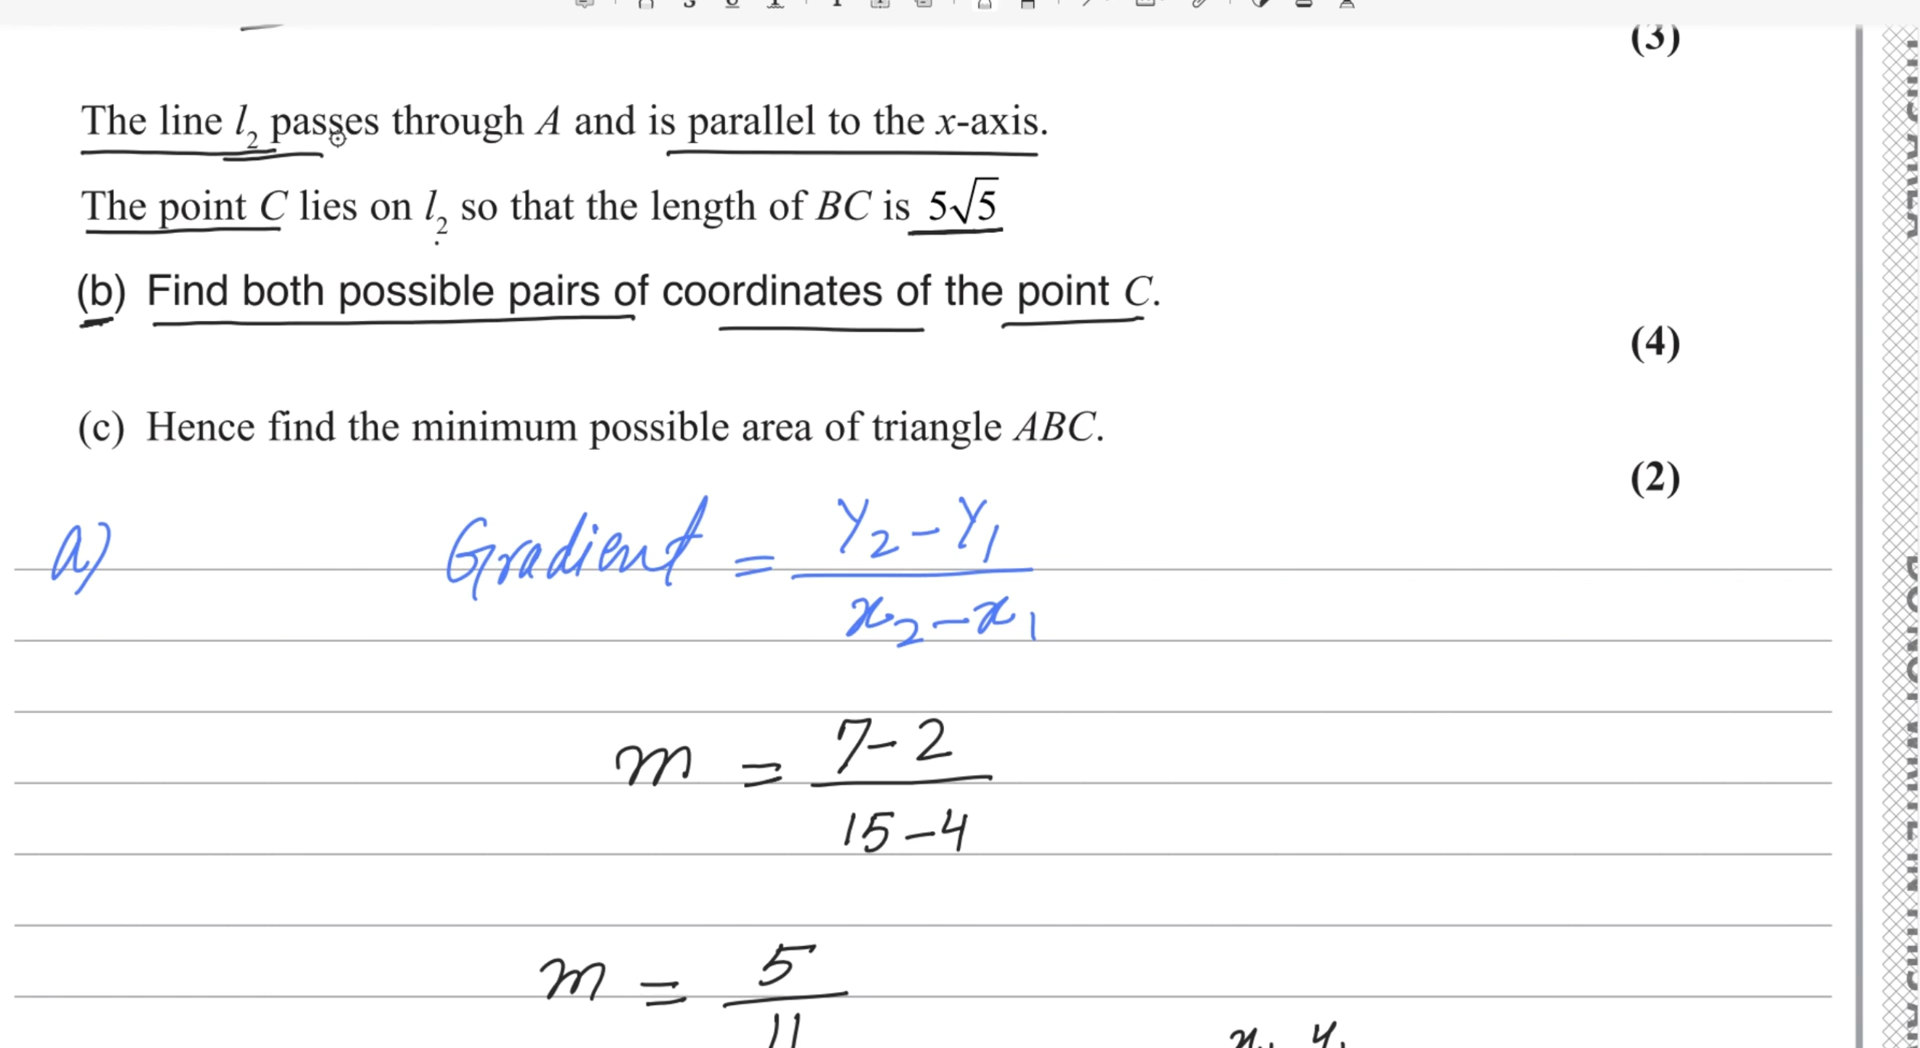 (3)
The line l₂ passes through A and is parallel to the x-axis.
The point C lies on l₂ so that the length of BC is 5√5
(b) Find both possible pairs of coordinates of the point C.
(4)
(c) Hence find the minimum possible area of triangle ABC.
(2)
a) Gradient = Y₂-Y₁ / x₂-x₁
m = 7-2 / 15-4
m = 5 / 11
x₁ y₁